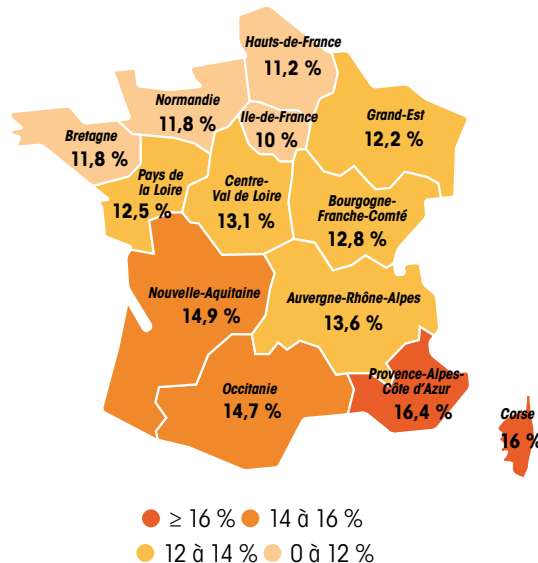 Hauts-de-France
11,2 %
Normandie
11,8 %
Ile-de-France
10 %
Grand-Est
12,2 %
Bretagne
11,8 %
Pays de
la Loire
12,5 %
Centre-
Val de Loire
13,1 %
Bourgogne-
Franche-Comté
12,8 %
Nouvelle-Aquitaine
14,9 %
Auvergne-Rhône-Alpes
13,6 %
Occitanie
14,7 %
Provence-Alpes-
Côte d'Azur
16,4 %
Corse
16 %
≥ 16 % 14 à 16 %
12 à 14 % 0 à 12 %